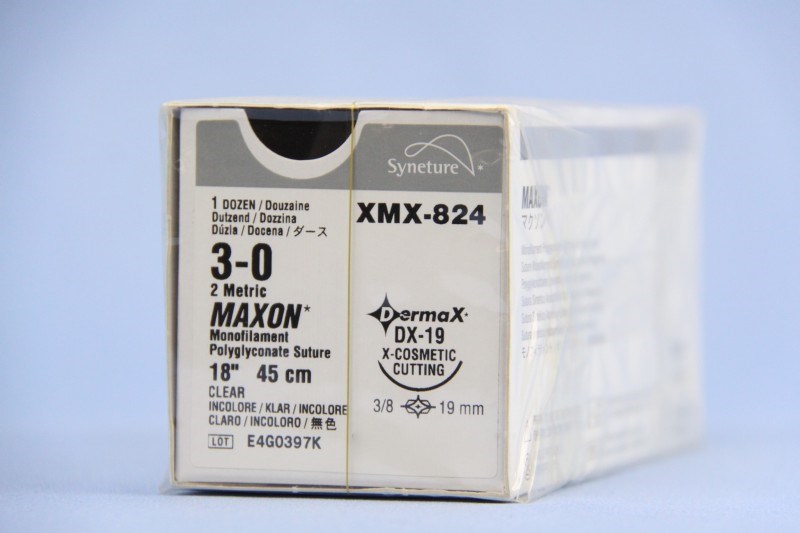 Syneture*
1 DOZEN / Douzaine
Dutzend / Dozzina
Dúzia / Docena / ダース
XMX-824
3-0
2 Metric
MAXON*
Monofilament
Polyglyconate Suture
18" 45 cm
CLEAR
INCOLORE / KLAR / INCOLORE
CLARO / INCOLORO / 無色
LOT E4G0397K
DermaX*
DX-19
X-COSMETIC
CUTTING
3/8 19 mm
MAXON*
マクソン